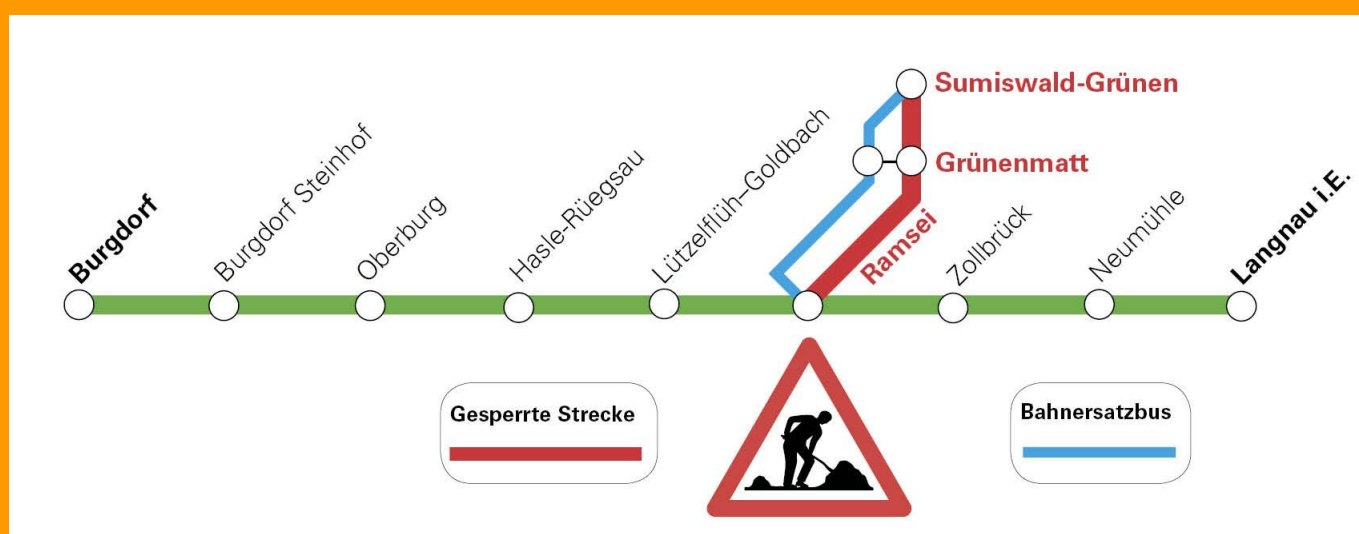 Sumiswald-Grünen
Grünenmatt
Burgdorf
Burgdorf Steinhof
Oberburg
Hasle-Rüegsau
Lützelflüh–Goldbach
Ramsei
Zollbrück
Neumühle
Langnau i.E.
Gesperrte Strecke
Bahnersatzbus